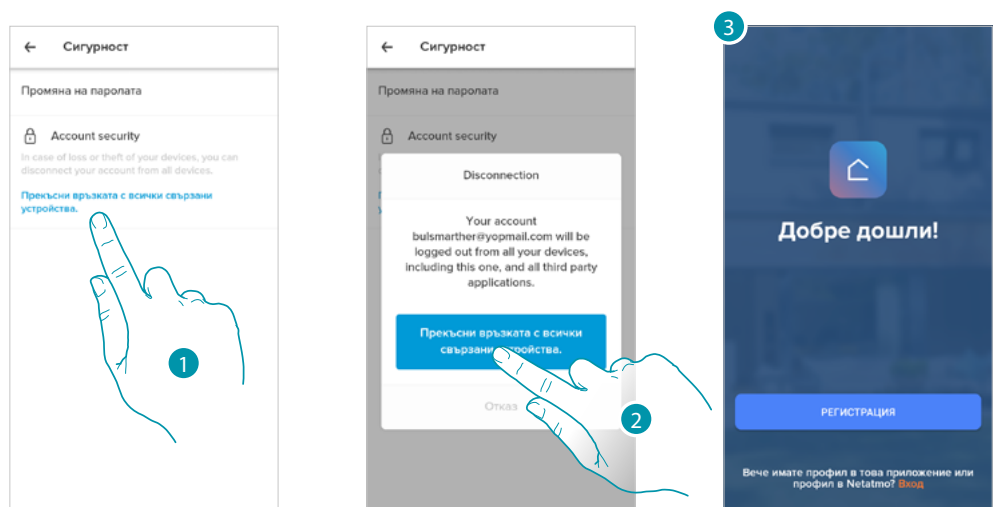 ← Сигурност
Промяна на паролата
Account security
In case of loss or theft of your devices, you can
disconnect your account from all devices.
Прекъсни връзката с всички свързани
устройства.
1
← Сигурност
Промяна на паролата
Account security
Disconnection
Your account
bulsmarther@yopmail.com will be
logged out from all your devices,
including this one, and all third party
applications.
Прекъсни връзката с всички
свързани устройства.
Отказ
2
3
Добре дошли!
РЕГИСТРАЦИЯ
Вече имате профил в това приложение или
профил в Netatmo? Вход